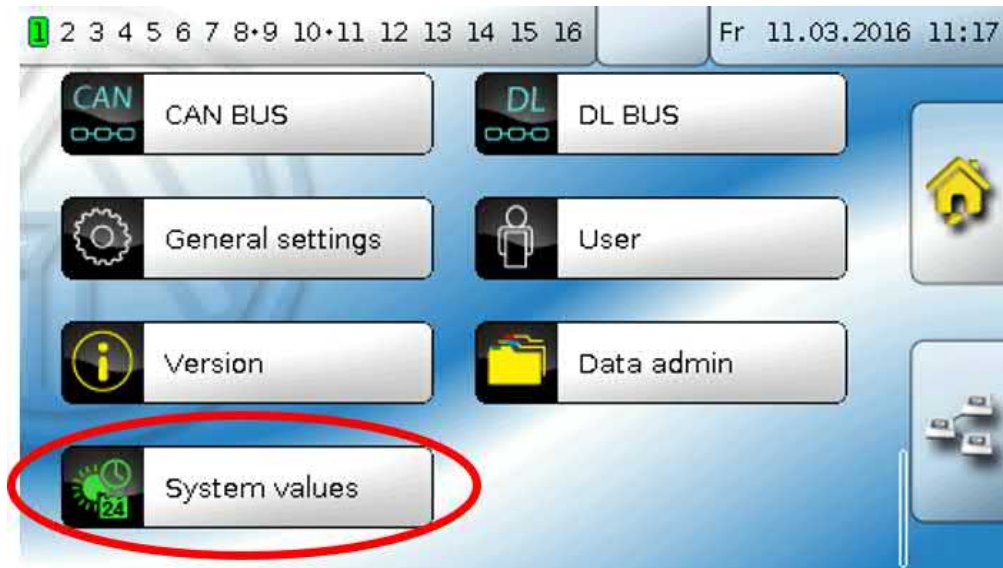 1 2 3 4 5 6 7 8•9 10•11 12 13 14 15 16 Fr 11.03.2016 11:17
CAN CAN BUS DL DL BUS
General settings User
Version Data admin
24 System values